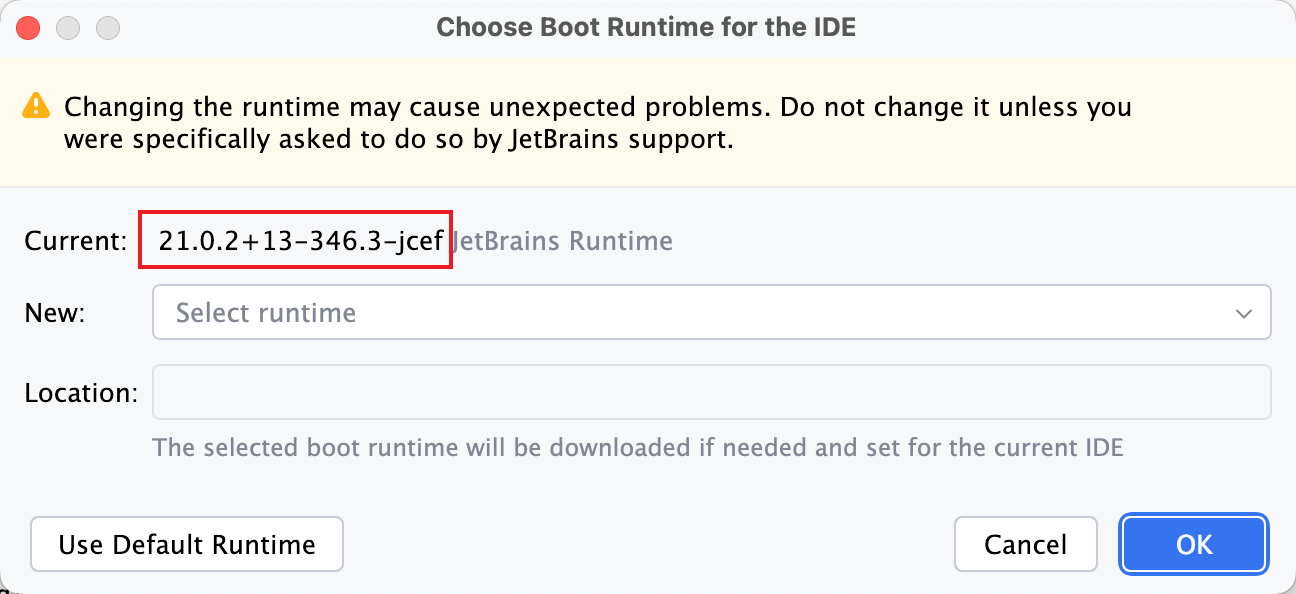 Choose Boot Runtime for the IDE
Changing the runtime may cause unexpected problems. Do not change it unless you
were specifically asked to do so by JetBrains support.
Current: 21.0.2+13-346.3-jcef JetBrains Runtime
New: Select runtime
Location:
The selected boot runtime will be downloaded if needed and set for the current IDE
Use Default Runtime Cancel OK